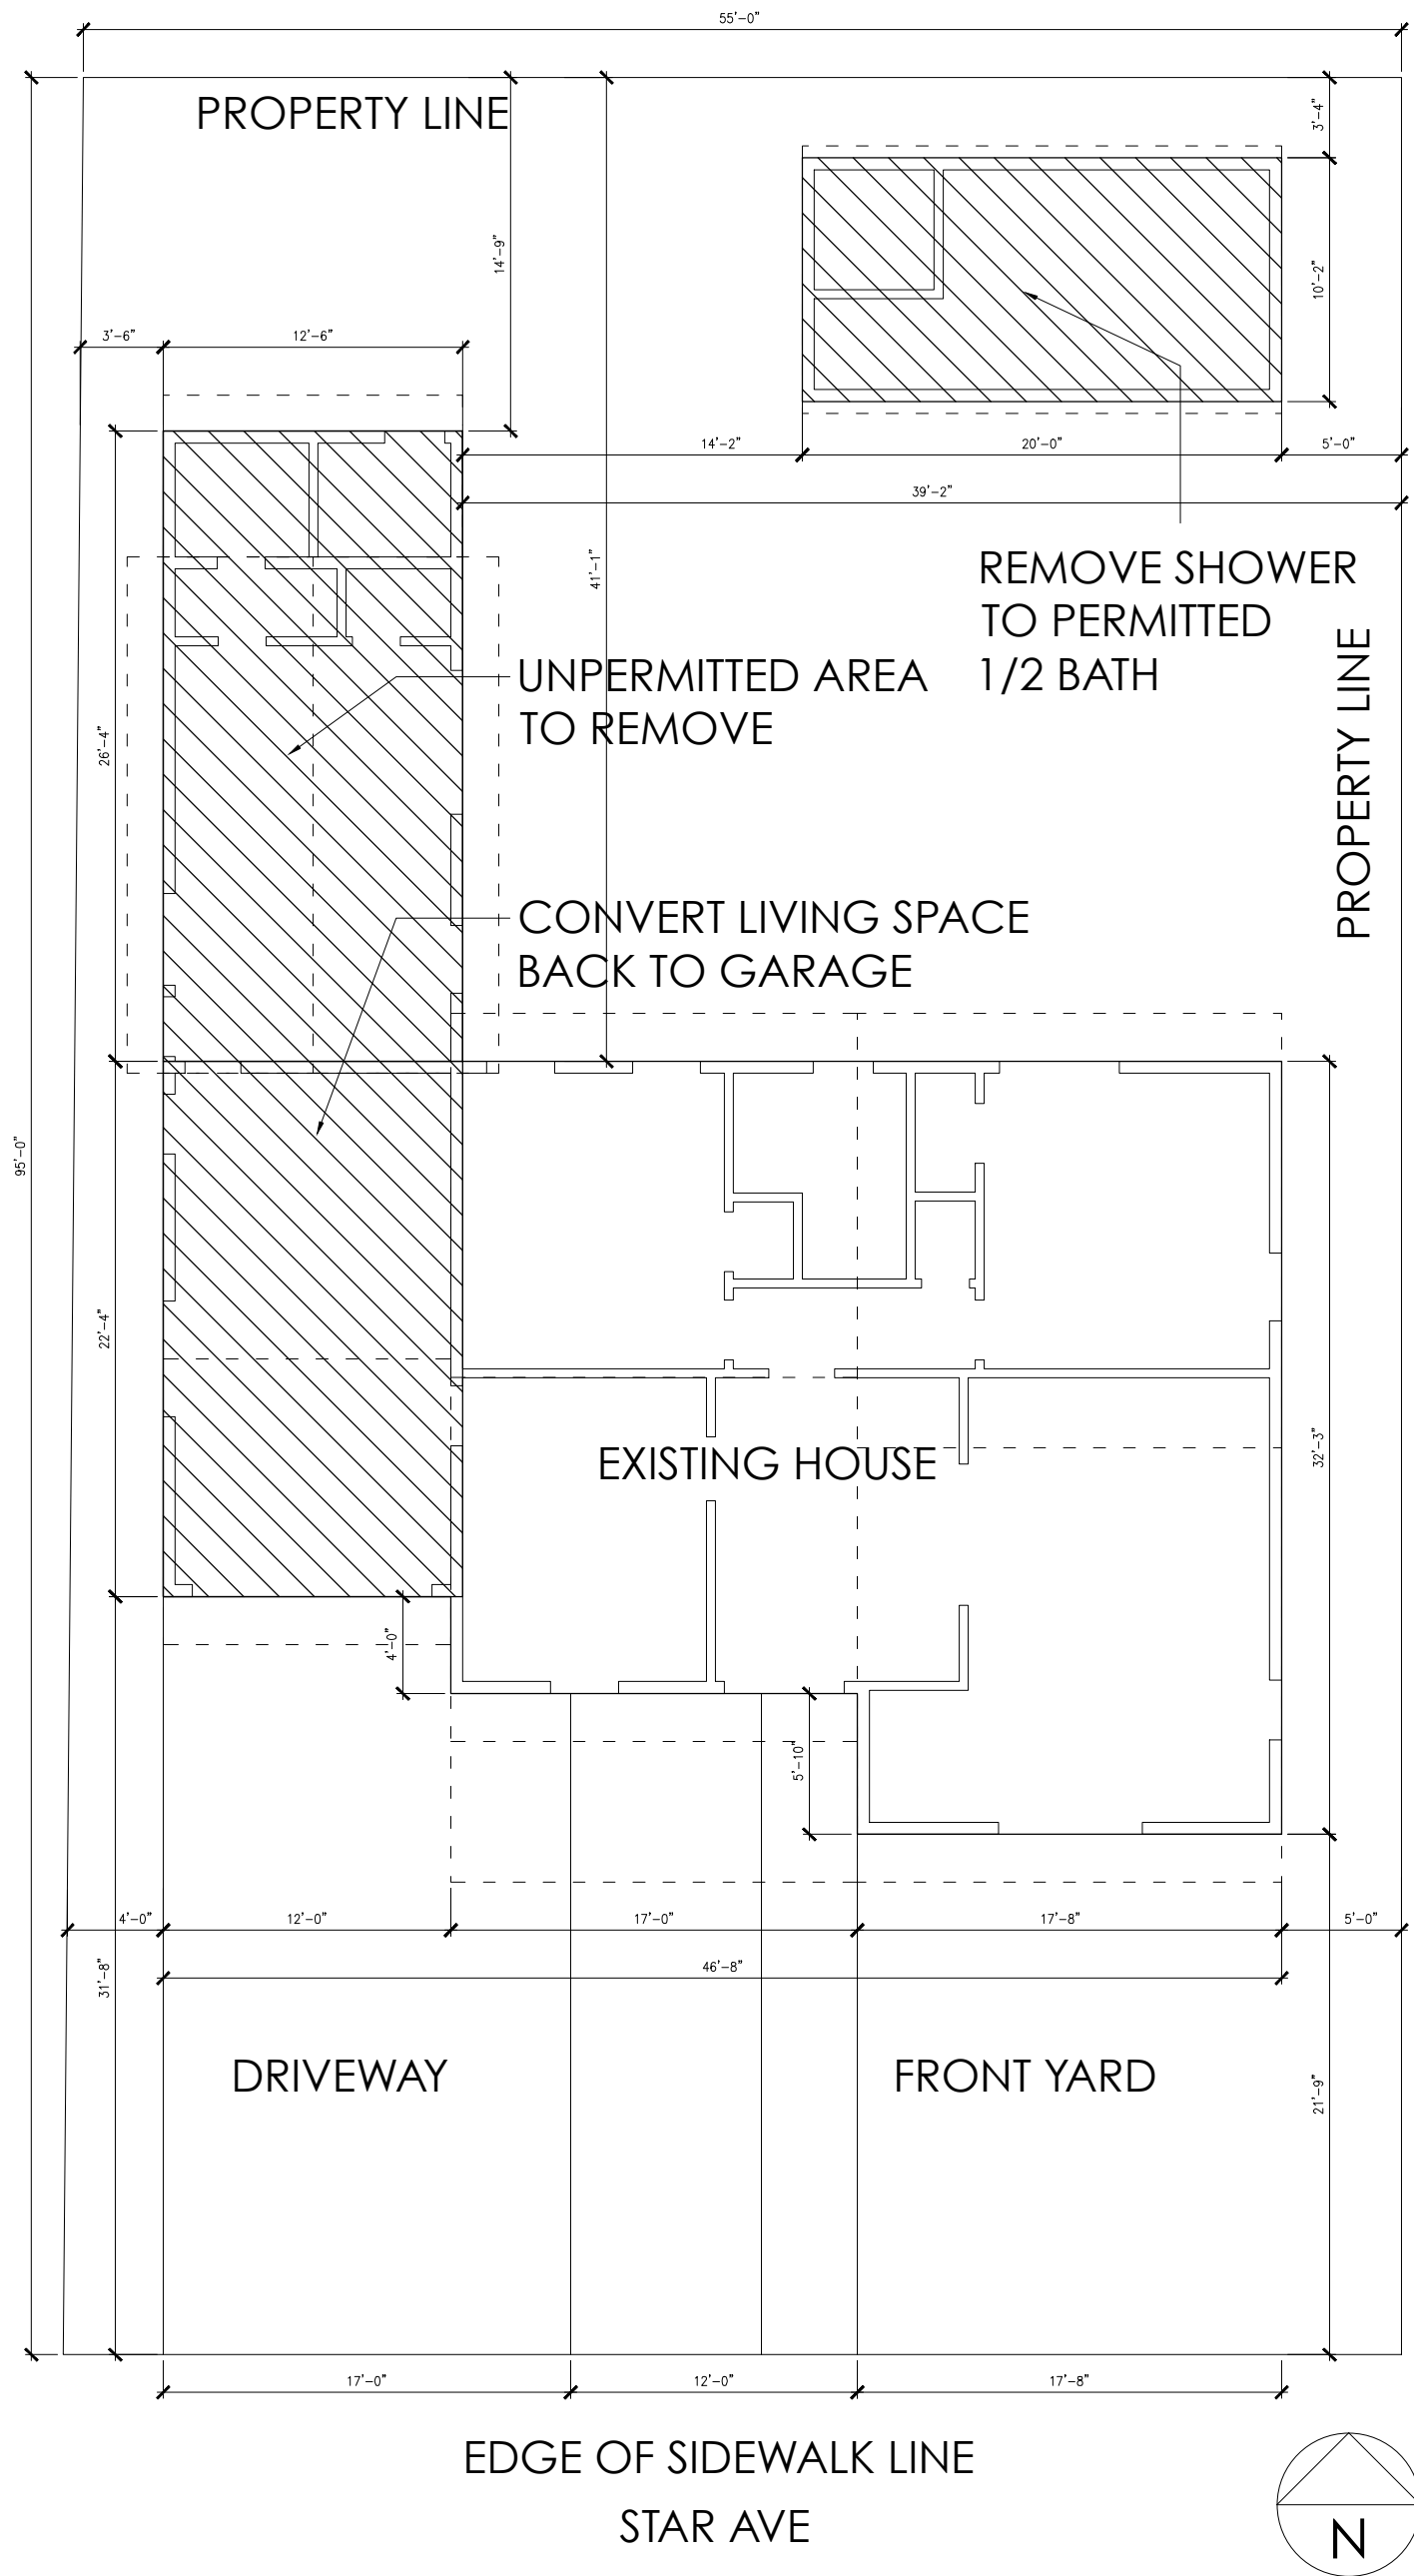 55'-0"
PROPERTY LINE
3'-4"
14'-9"
10'-2"
3'-6"
12'-6"
14'-2"
20'-0"
5'-0"
39'-2"
41'-1"
REMOVE SHOWER
TO PERMITTED
1/2 BATH
PROPERTY LINE
UNPERMITTED AREA
TO REMOVE
26'-4"
CONVERT LIVING SPACE
BACK TO GARAGE
95'-0"
22'-4"
EXISTING HOUSE
32'-3"
4'-0"
5'-10"
4'-0"
12'-0"
17'-0"
17'-8"
5'-0"
46'-8"
31'-8"
DRIVEWAY
FRONT YARD
21'-9"
17'-0"
12'-0"
17'-8"
EDGE OF SIDEWALK LINE
STAR AVE
N